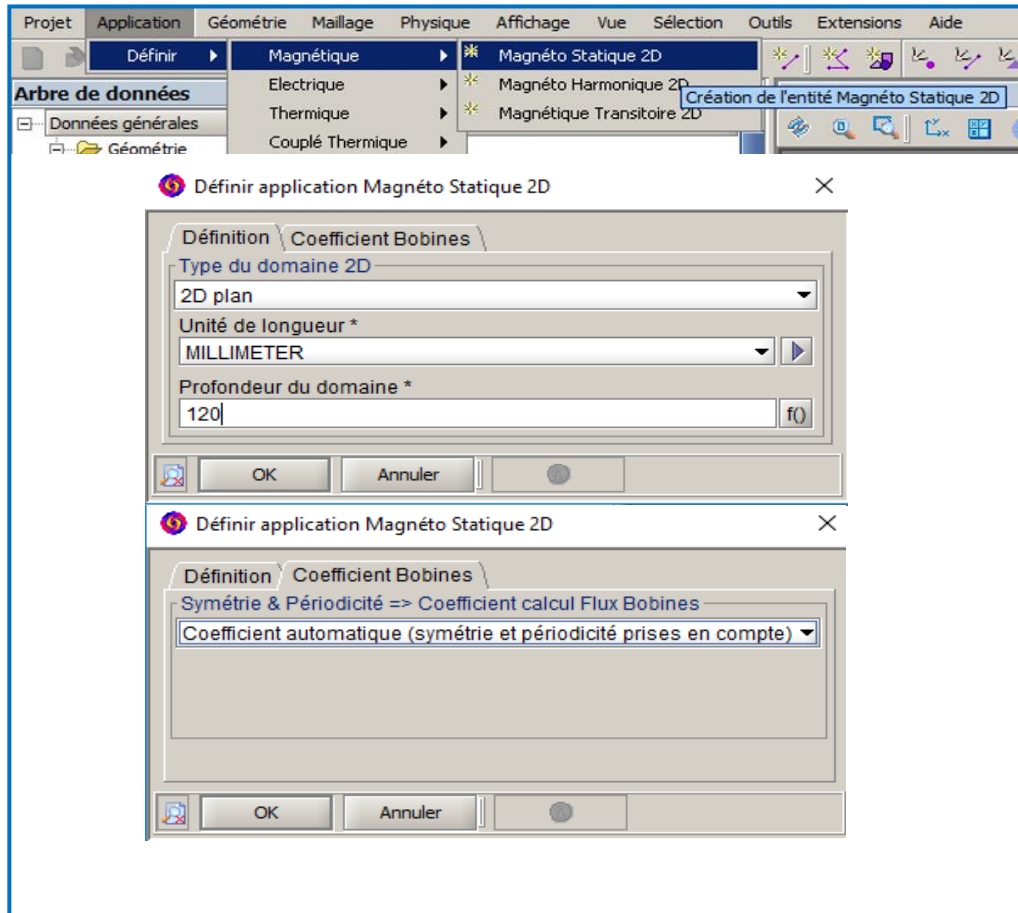 Projet Application Géométrie Maillage Physique Affichage Vue Sélection Outils Extensions Aide
Définir Magnétique Magnéto Statique 2D
Arbre de données Electrique Magnéto Harmonique 2D
Création de l'entité Magnéto Statique 2D
Données générales Thermique Magnétique Transitoire 2D
Géométrie Couplé Thermique
Définir application Magnéto Statique 2D
Définition Coefficient Bobines
Type du domaine 2D
2D plan
Unité de longueur *
MILLIMETER
Profondeur du domaine *
120 f()
OK Annuler
Définir application Magnéto Statique 2D
Définition Coefficient Bobines
Symétrie & Périodicité => Coefficient calcul Flux Bobines
Coefficient automatique (symétrie et périodicité prises en compte)
OK Annuler